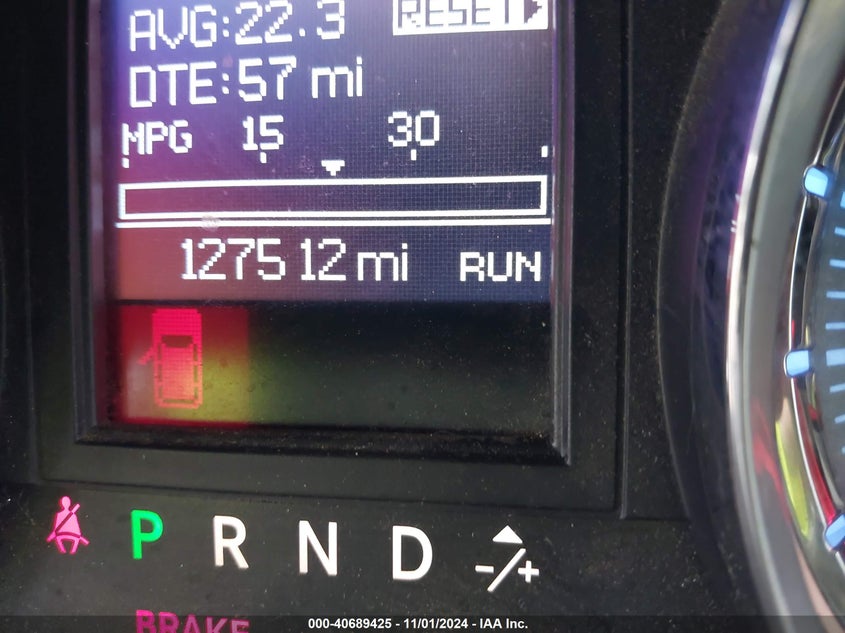 AVG:22.3 RESET
DTE:57 mi
MPG 15 30
127512 mi RUN
P R N D -/+
BRAKE
000-40689425 - 11/01/2024 - IAA Inc.